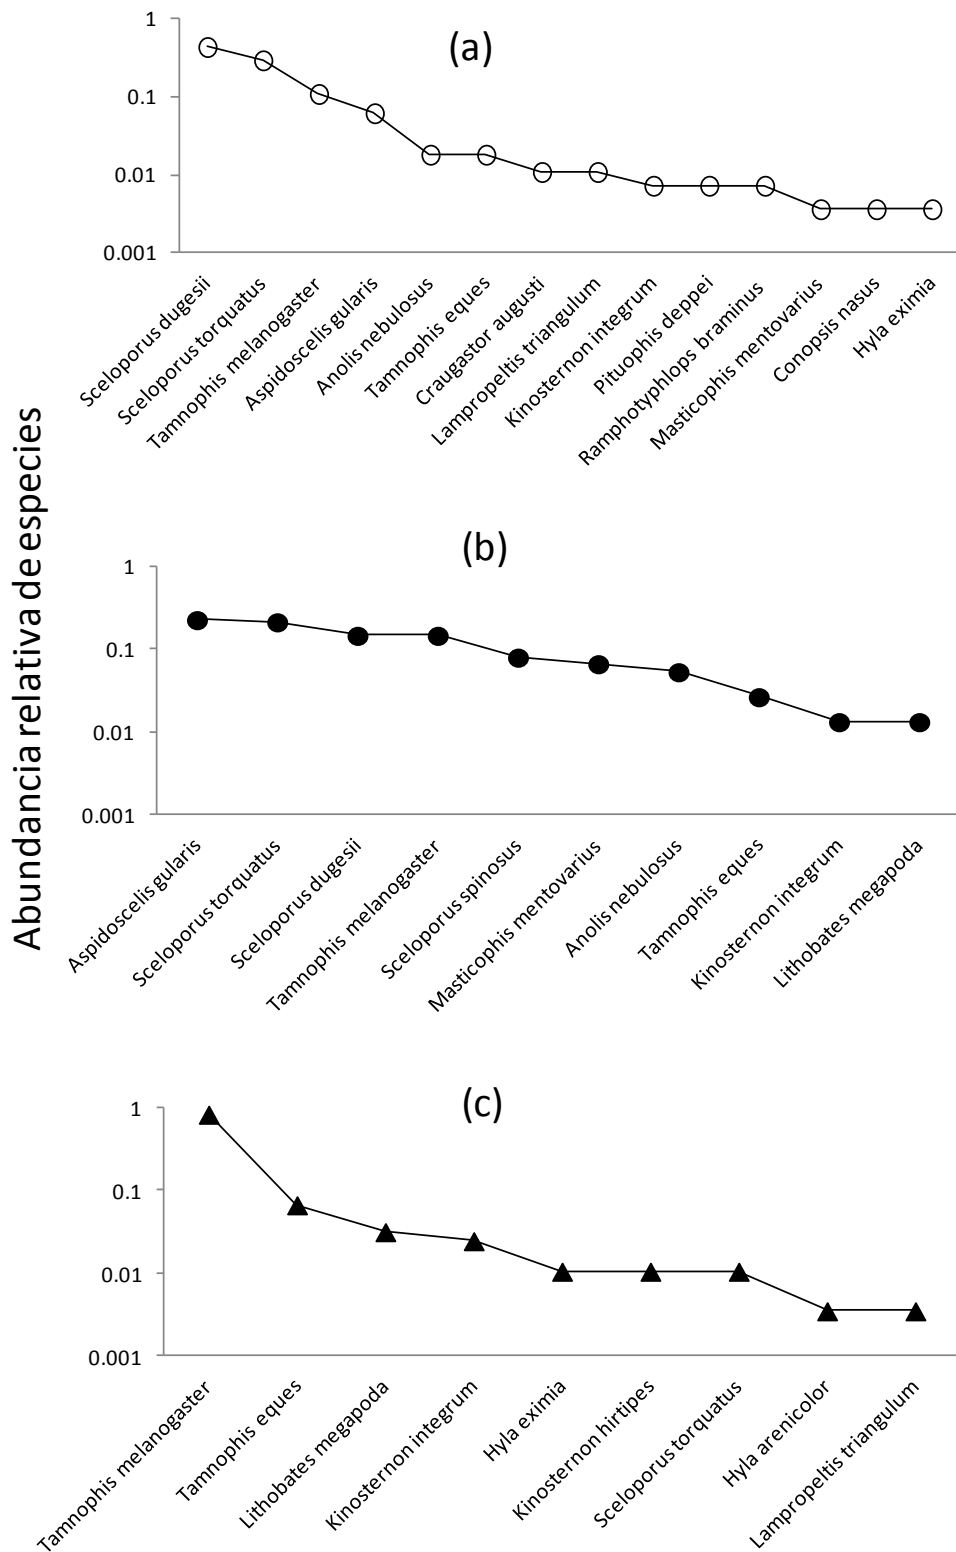 Abundancia relativa de especies
(a)
1
0.1
0.01
0.001
Sceloporus dugesii
Sceloporus torquatus
Tamnophis melanogaster
Aspidoscelis gularis
Anolis nebulosus
Tamnophis eques
Craugastor augusti
Lampropeltis triangulum
Kinosternon integrum
Pituophis deppei
Ramphotyphlops braminus
Masticophis mentovarius
Conopsis nasus
Hyla eximia
(b)
1
0.1
0.01
0.001
Aspidoscelis gularis
Sceloporus torquatus
Sceloporus dugesii
Tamnophis melanogaster
Sceloporus spinosus
Masticophis mentovarius
Anolis nebulosus
Tamnophis eques
Kinosternon integrum
Lithobates megapoda
(c)
1
0.1
0.01
0.001
Tamnophis melanogaster
Tamnophis eques
Lithobates megapoda
Kinosternon integrum
Hyla eximia
Kinosternon hirtipes
Sceloporus torquatus
Hyla arenicolor
Lampropeltis triangulum